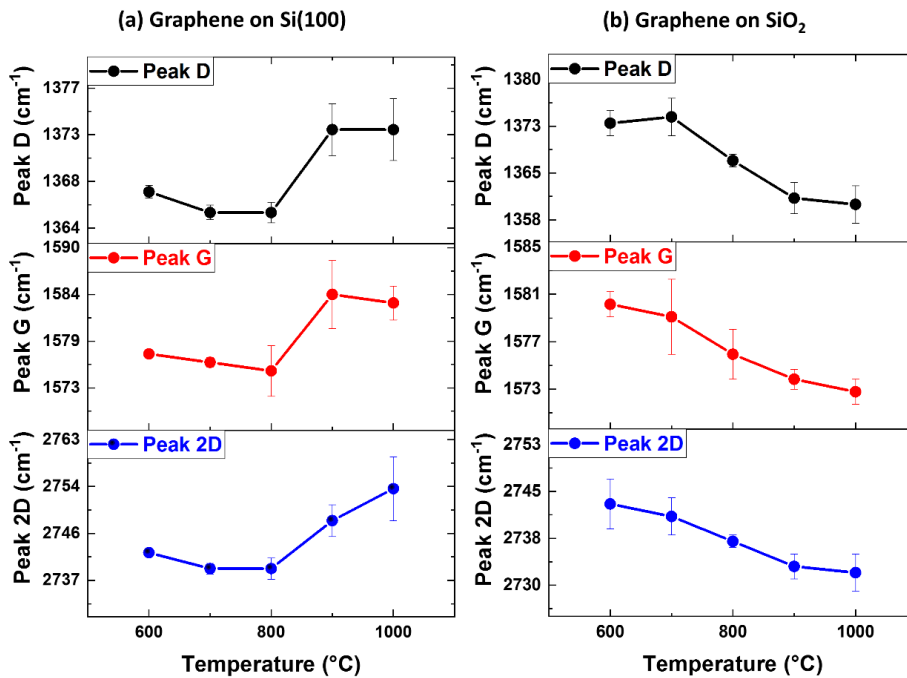 (a) Graphene on Si(100)
Peak D
Peak D (cm⁻¹)
1377
1373
1368
1364
Peak G
Peak G (cm⁻¹)
1590
1584
1579
1573
Peak 2D
Peak 2D (cm⁻¹)
2763
2754
2746
2737
600
800
1000
Temperature (°C)
(b) Graphene on SiO₂
Peak D
Peak D (cm⁻¹)
1380
1373
1365
1358
Peak G
Peak G (cm⁻¹)
1585
1581
1577
1573
Peak 2D
Peak 2D (cm⁻¹)
2753
2745
2738
2730
600
800
1000
Temperature (°C)